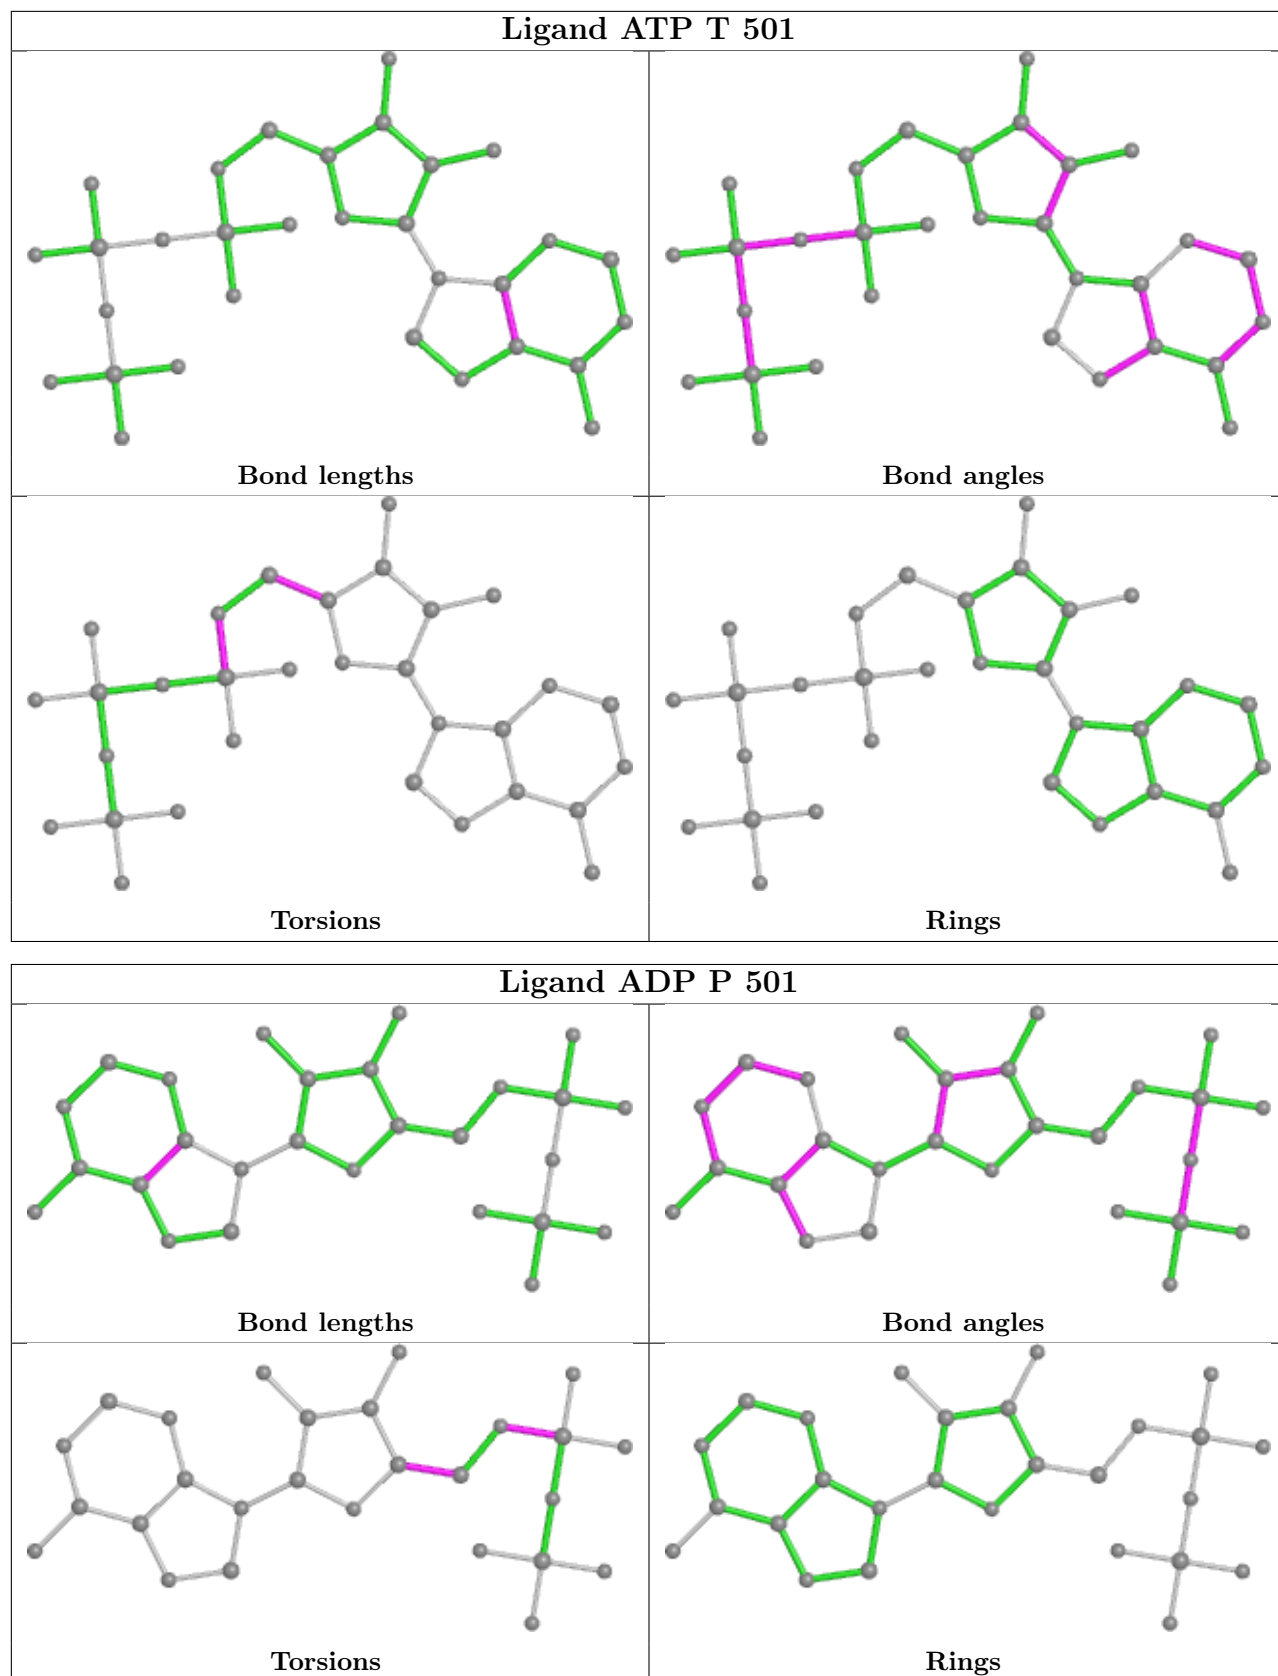 Ligand ATP T 501
Bond lengths
Bond angles
Torsions
Rings
Ligand ADP P 501
Bond lengths
Bond angles
Torsions
Rings